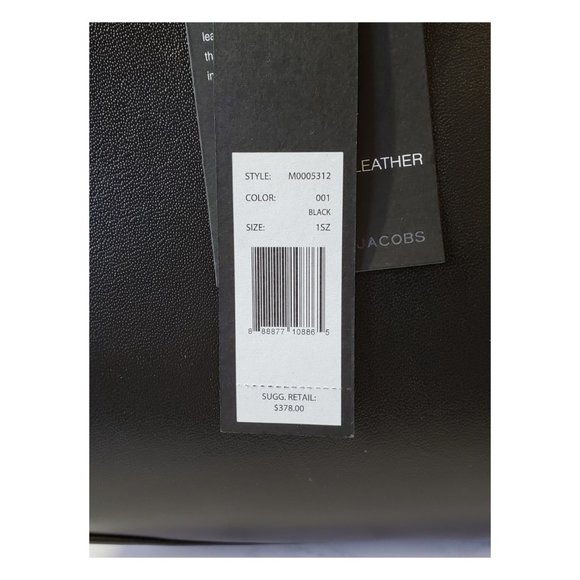 lea
th
in
LEATHER
JACOBS
STYLE: M0005312
COLOR: 001
BLACK
SIZE: 1SZ
8 88877 10886 5
SUGG. RETAIL:
$378.00